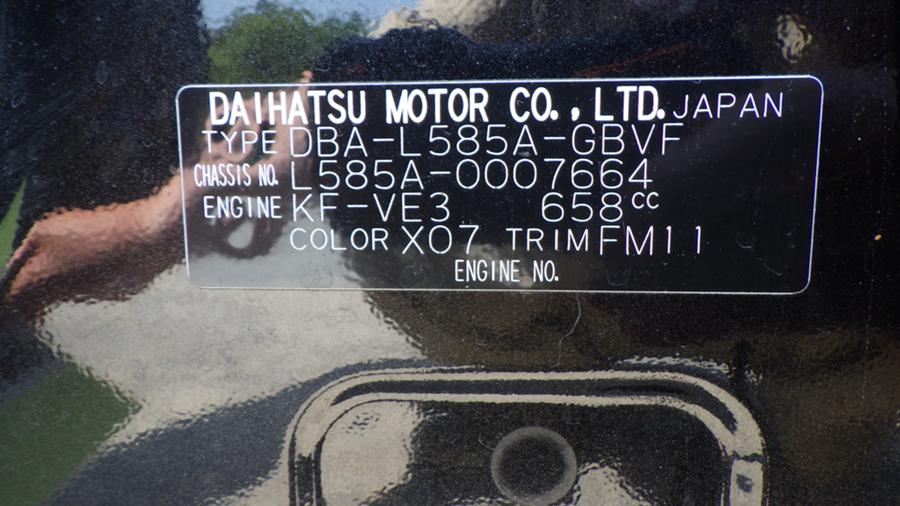 DAIHATSU MOTOR CO., LTD. JAPAN
TYPE DBA-L585A-GBVF
CHASSIS NO. L585A-0007664
ENGINE KF-VE3 658cc
COLOR X07 TRIM FM11
ENGINE NO.